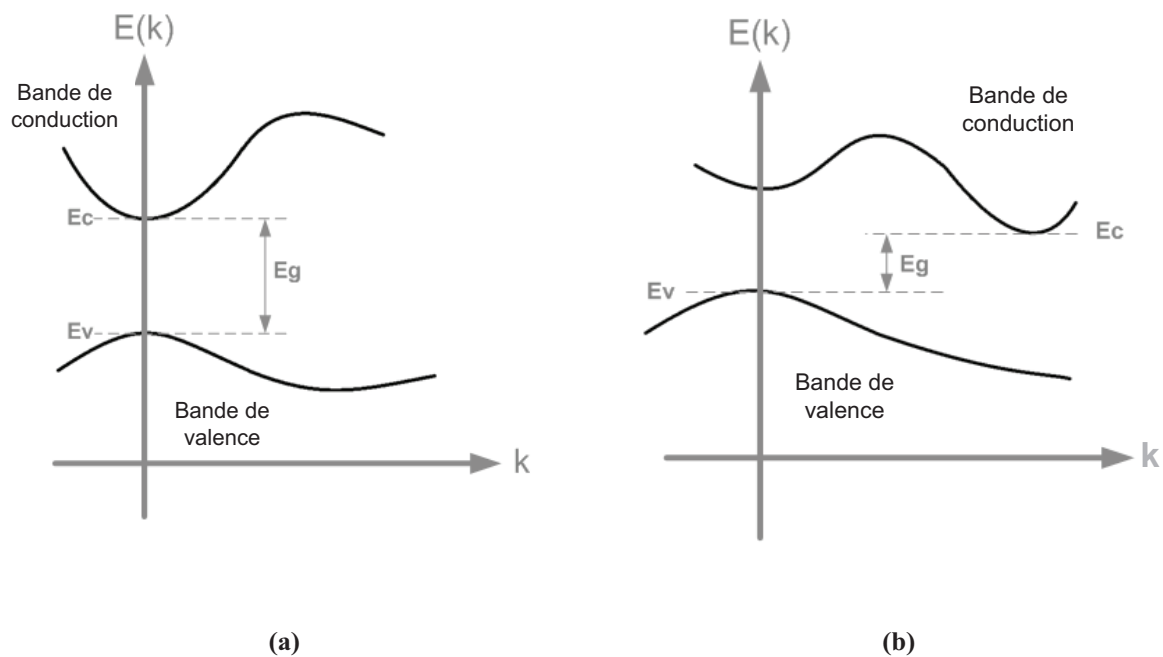 E(k)
Bande de
conduction
Ec
Eg
Ev
Bande de
valence
k
(a)
E(k)
Bande de
conduction
Ec
Eg
Ev
Bande de
valence
k
(b)